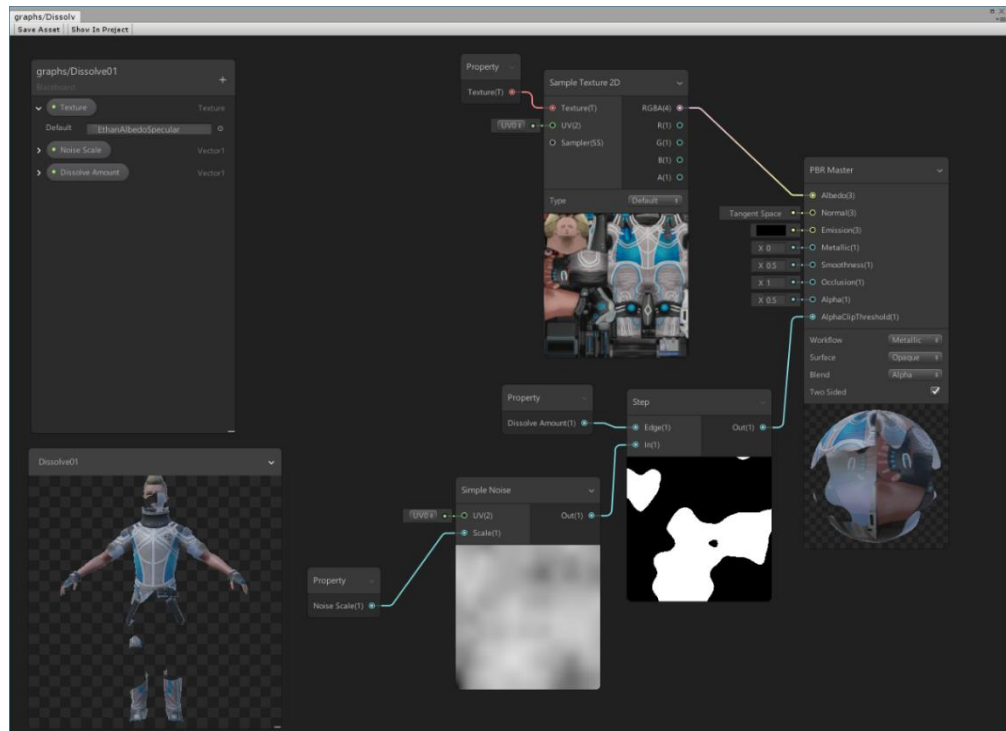 graphs/Dissolv
Save Asset Show In Project
graphs/Dissolve01
Blackboard
Texture Texture
Default EthanAlbedoSpecular
Noise Scale Vector1
Dissolve Amount Vector1
Property
Texture(T)
Sample Texture 2D
Texture(T) RGBA(4)
UV0 UV(2) R(1)
Sampler(SS) G(1)
B(1)
A(1)
Type Default
PBR Master
Albedo(3)
Tangent Space Normal(3)
Emission(3)
X 0 Metallic(1)
X 0.5 Smoothness(1)
X 1 Occlusion(1)
X 0.5 Alpha(1)
AlphaClipThreshold(1)
Workflow Metallic
Surface Opaque
Blend Alpha
Two Sided
Property
Dissolve Amount(1)
Step
Edge(1) Out(1)
In(1)
Dissolve01
Simple Noise
UV0 UV(2) Out(1)
Scale(1)
Property
Noise Scale(1)